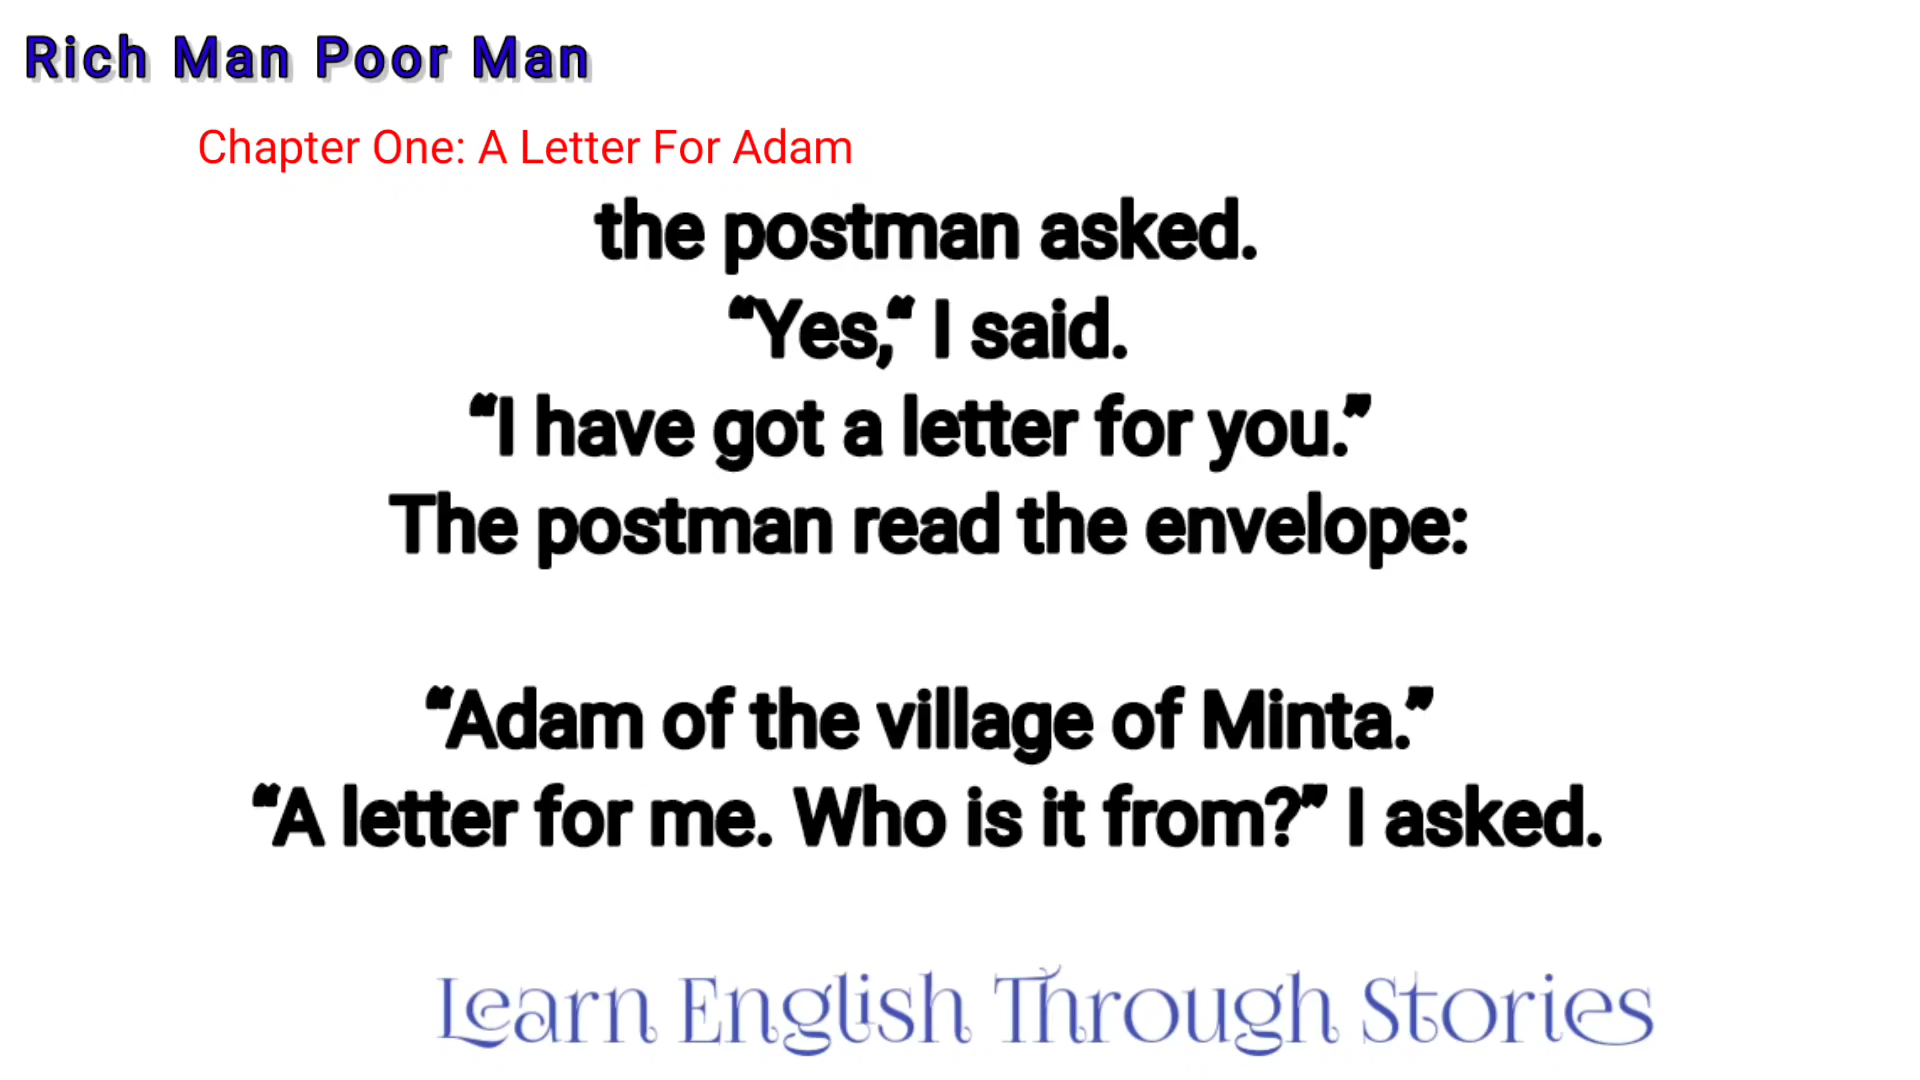 Rich Man Poor Man
Chapter One: A Letter For Adam
the postman asked.
“Yes,“ I said.
“I have got a letter for you.”
The postman read the envelope:
“Adam of the village of Minta.”
“A letter for me. Who is it from?” I asked.
Learn English Through Stories